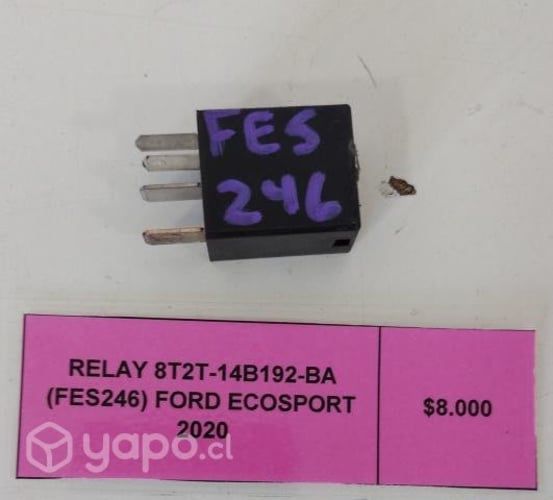 FES
246
RELAY 8T2T-14B192-BA
(FES246) FORD ECOSPORT
2020
$8.000
yapo.cl